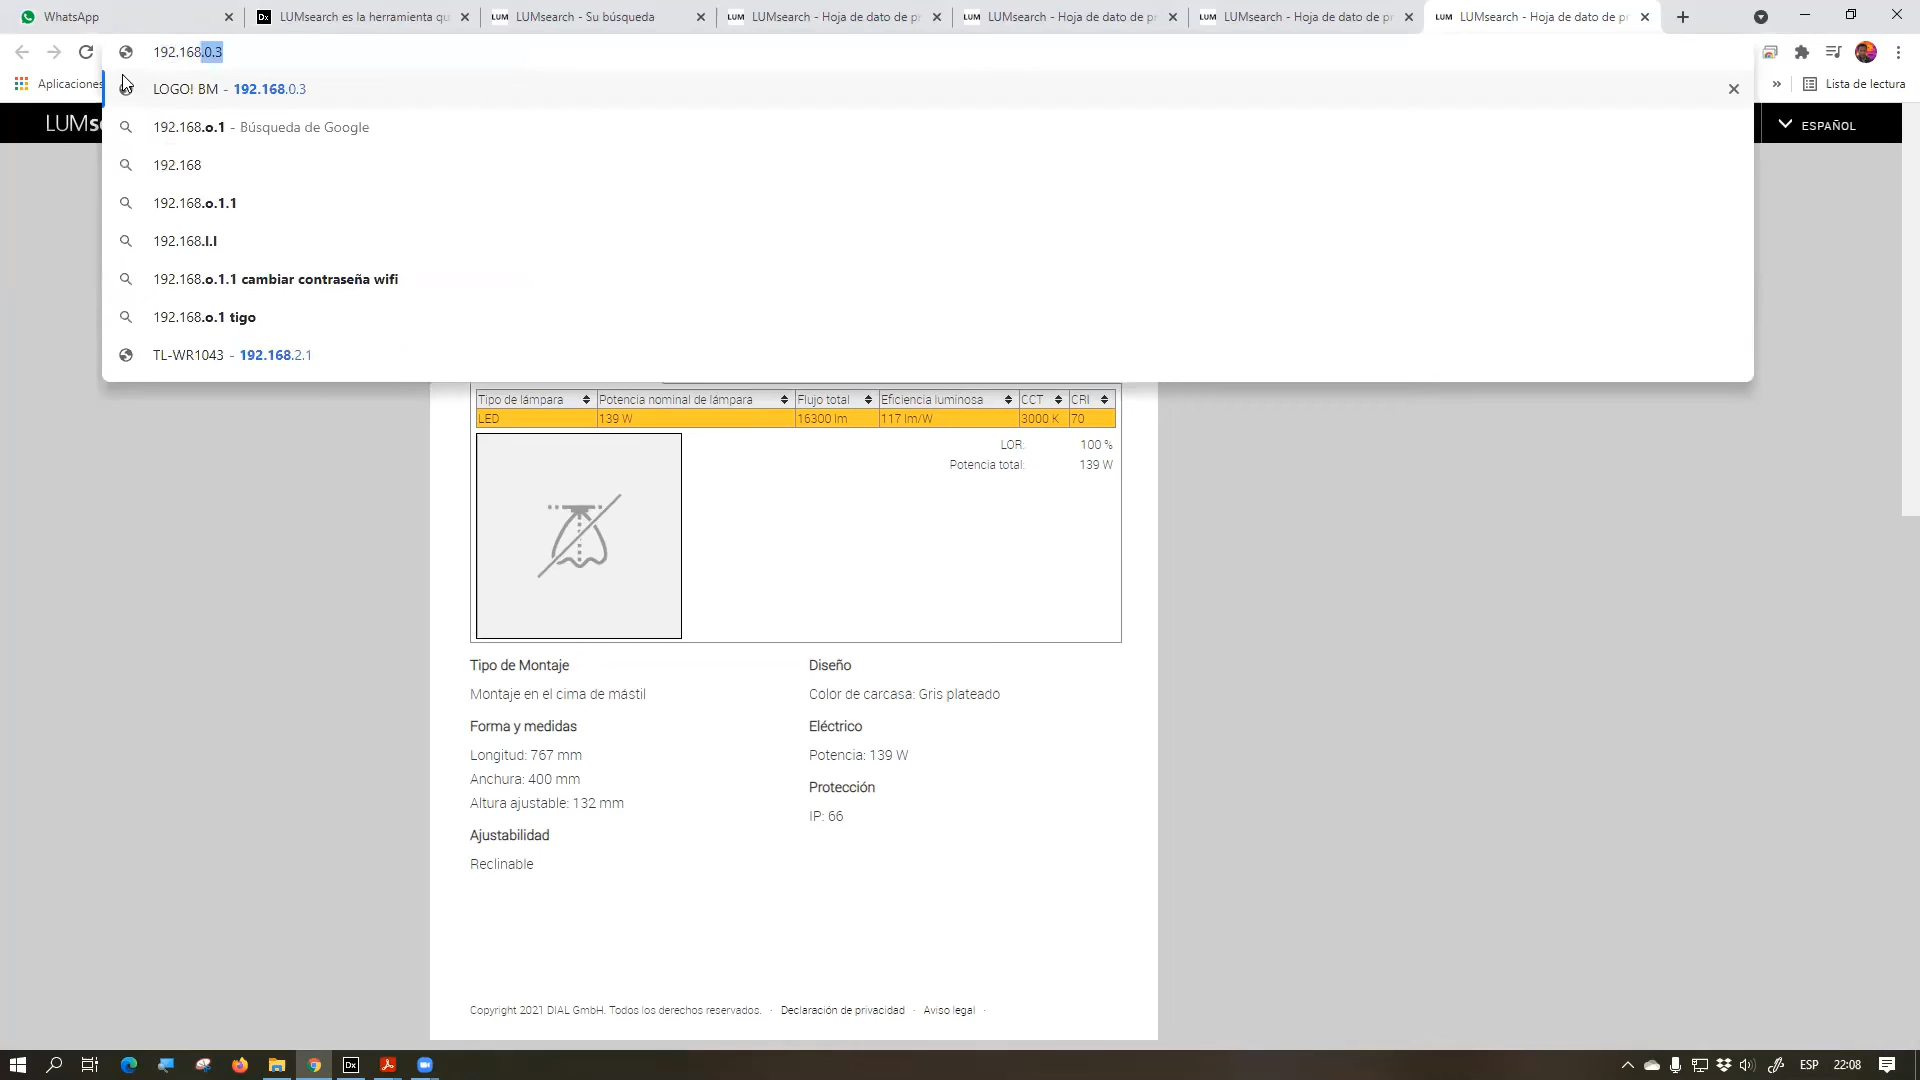 WhatsApp
Dx LUMsearch es la herramienta qu
LUM LUMsearch - Su búsqueda
LUM LUMsearch - Hoja de dato de pr
LUM LUMsearch - Hoja de dato de pr
LUM LUMsearch - Hoja de dato de pr
LUM LUMsearch - Hoja de dato de pr
192.168.0.3
Aplicaciones
» Lista de lectura
LOGO! BM - 192.168.0.3
192.168.o.1 - Búsqueda de Google
192.168
192.168.o.1.1
192.168.l.l
192.168.o.1.1 cambiar contraseña wifi
192.168.o.1 tigo
TL-WR1043 - 192.168.2.1
LUMse
ESPAÑOL
Tipo de lámpara Potencia nominal de lámpara Flujo total Eficiencia luminosa CCT CRI
LED 139 W 16300 lm 117 lm/W 3000 K 70
LOR: 100 %
Potencia total: 139 W
Tipo de Montaje
Montaje en el cima de mástil
Forma y medidas
Longitud: 767 mm
Anchura: 400 mm
Altura ajustable: 132 mm
Ajustabilidad
Reclinable
Diseño
Color de carcasa: Gris plateado
Eléctrico
Potencia: 139 W
Protección
IP: 66
Copyright 2021 DIAL GmbH. Todos los derechos reservados. · Declaración de privacidad · Aviso legal ·
Dx
ESP 22:08